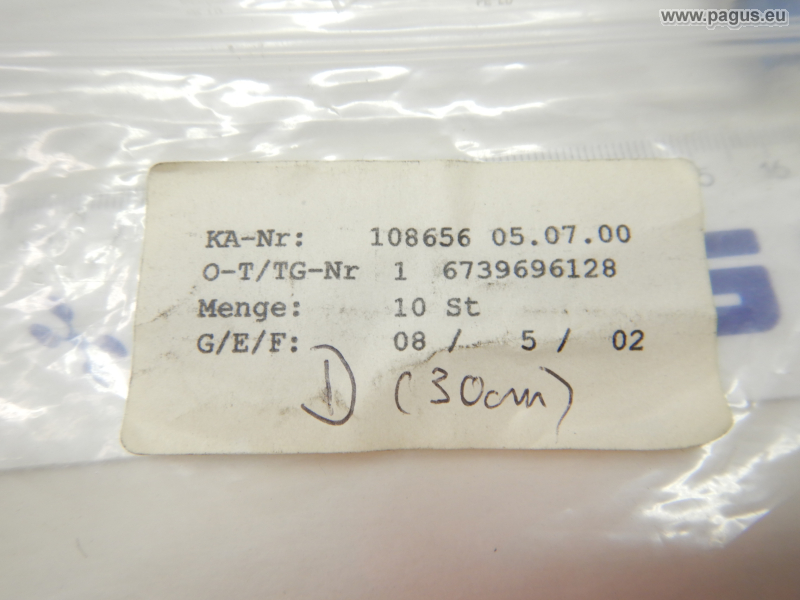 www.pagus.eu
KA-Nr: 108656 05.07.00
O-T/TG-Nr 1 6739696128
Menge: 10 St
G/E/F: 08 / 5 / 02
D (30cm)